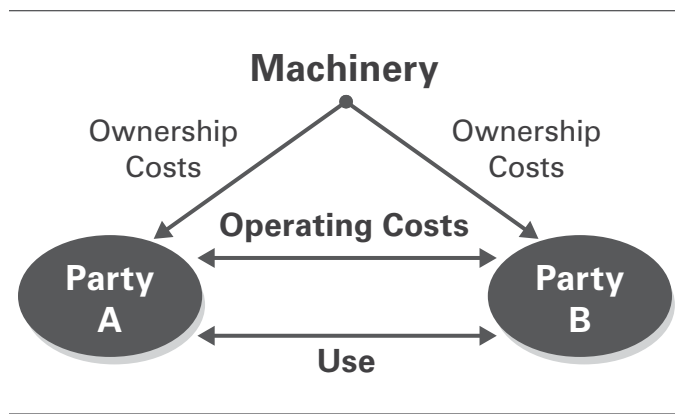 Machinery
Ownership
Costs
Ownership
Costs
Operating Costs
Party
A
Party
B
Use